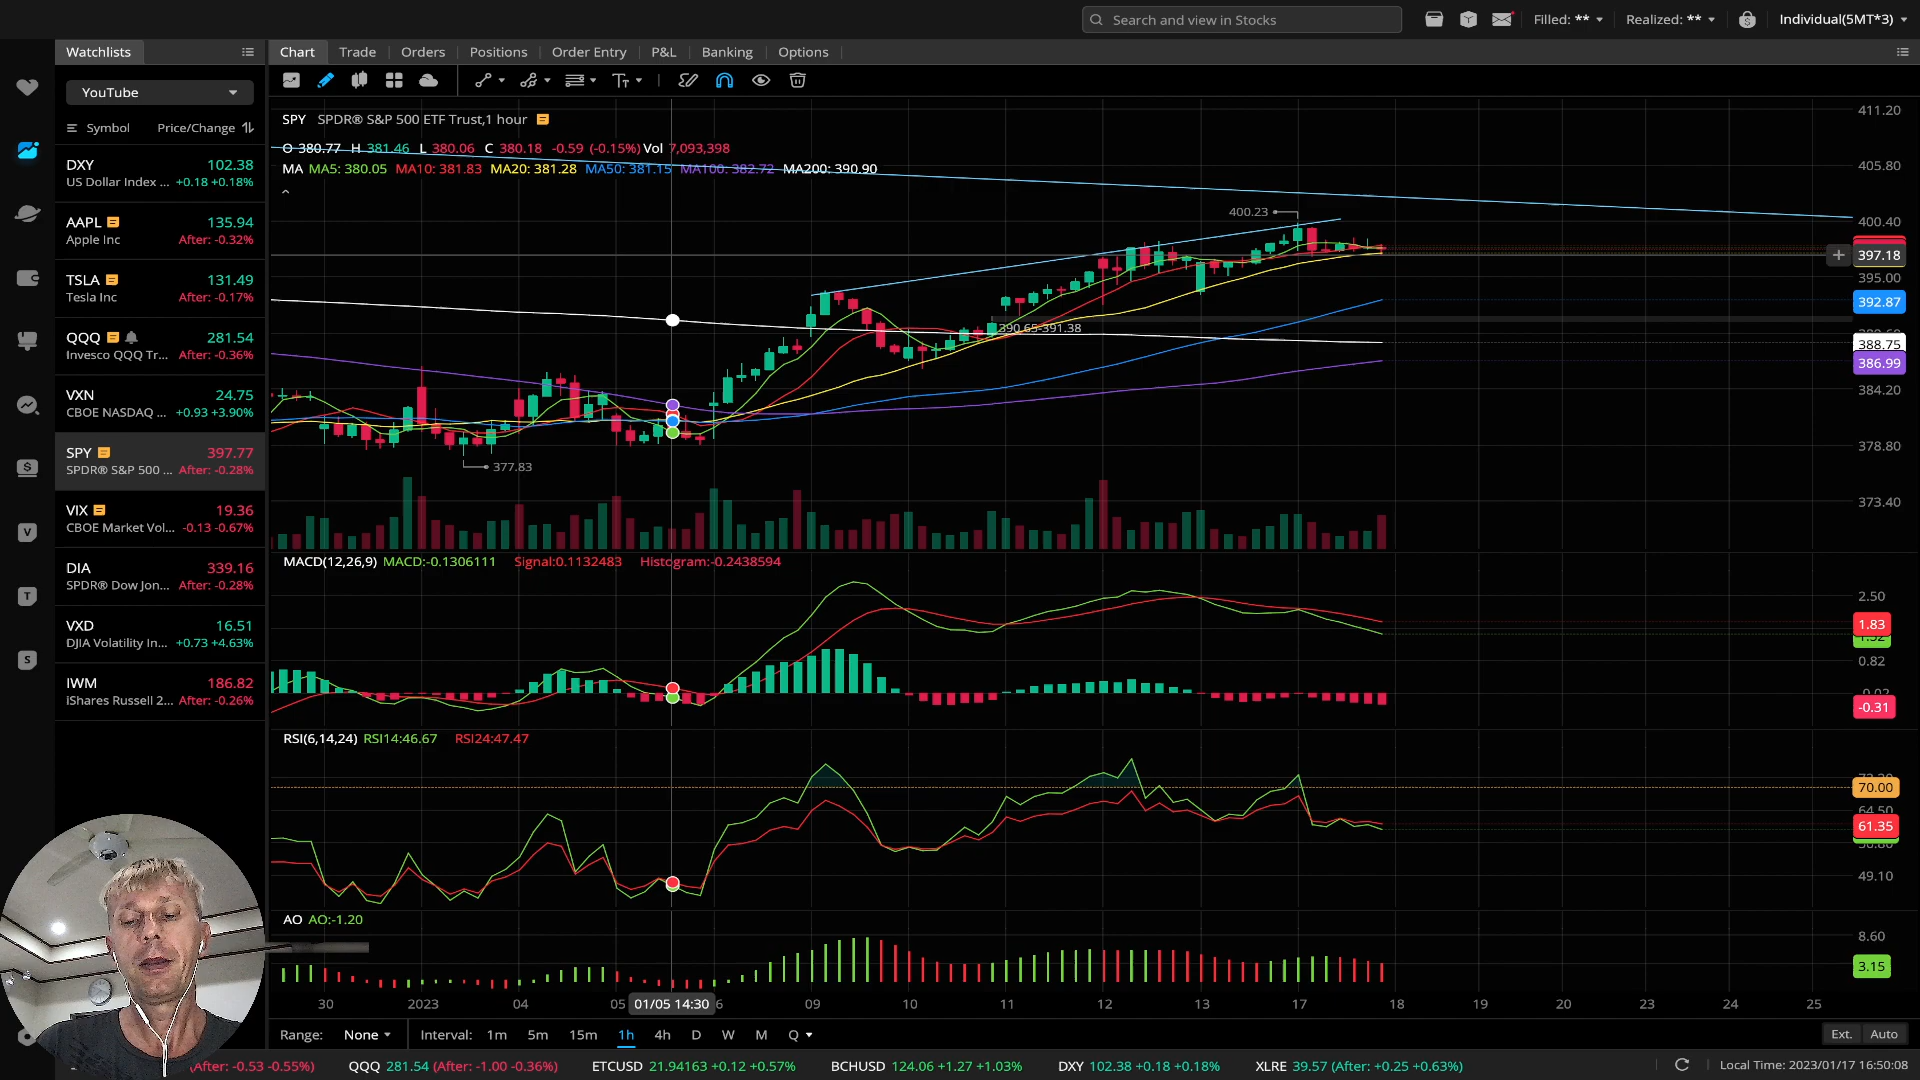 Search and view in Stocks
Filled: **
Realized: **
Individual(5MT*3)
Watchlists
Chart Trade Orders Positions Order Entry P&L Banking Options
YouTube
Symbol Price/Change
DXY 102.38
US Dollar Index ... +0.18 +0.18%
AAPL 135.94
Apple Inc After: -0.32%
TSLA 131.49
Tesla Inc After: -0.17%
QQQ 281.54
Invesco QQQ Tr... After: -0.36%
VXN 24.75
CBOE NASDAQ ... +0.93 +3.90%
SPY 397.77
SPDR® S&P 500 ... After: -0.28%
VIX 19.36
CBOE Market Vol... -0.13 -0.67%
DIA 339.16
SPDR® Dow Jon... After: -0.28%
VXD 16.51
DJIA Volatility In... +0.73 +4.63%
IWM 186.82
iShares Russell 2... After: -0.26%
SPY SPDR® S&P 500 ETF Trust,1 hour
O 380.77 H 381.46 L 380.06 C 380.18 -0.59 (-0.15%) Vol 7,093,398
MA MA5: 380.05 MA10: 381.83 MA20: 381.28 MA50: 381.15 MA100: 382.72 MA200: 390.90
400.23
390.65-391.38
377.83
411.20
405.80
400.40
397.18
395.00
392.87
388.75
386.99
384.20
378.80
373.40
MACD(12,26,9) MACD:-0.1306111 Signal:0.1132483 Histogram:-0.2438594
2.50
1.83
0.82
-0.31
RSI(6,14,24) RSI14:46.67 RSI24:47.47
70.00
64.50
61.35
49.10
AO AO:-1.20
8.60
3.15
30 2023 04 05 01/05 14:30 6 09 10 11 12 13 17 18 19 20 23 24 25
Range: None Interval: 1m 5m 15m 1h 4h D W M Q
Ext. Auto
(After: -0.53 -0.55%) QQQ 281.54 (After: -1.00 -0.36%) ETCUSD 21.94163 +0.12 +0.57% BCHUSD 124.06 +1.27 +1.03% DXY 102.38 +0.18 +0.18% XLRE 39.57 (After: +0.25 +0.63%) Local Time: 2023/01/17 16:50:08